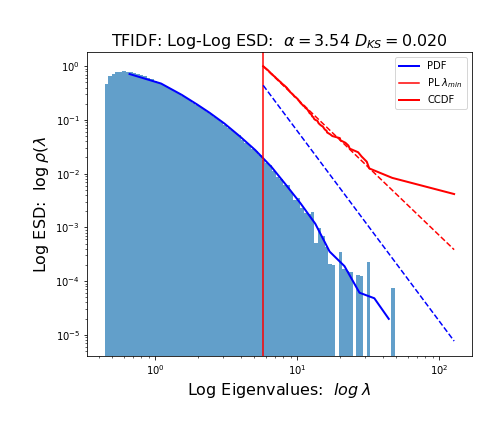 TFIDF: Log-Log ESD: α = 3.54 D_KS = 0.020
PDF
PL λ_min
CCDF
Log ESD: log ρ(λ
10⁰
10⁻¹
10⁻²
10⁻³
10⁻⁴
10⁻⁵
10⁰ 10¹ 10²
Log Eigenvalues: log λ